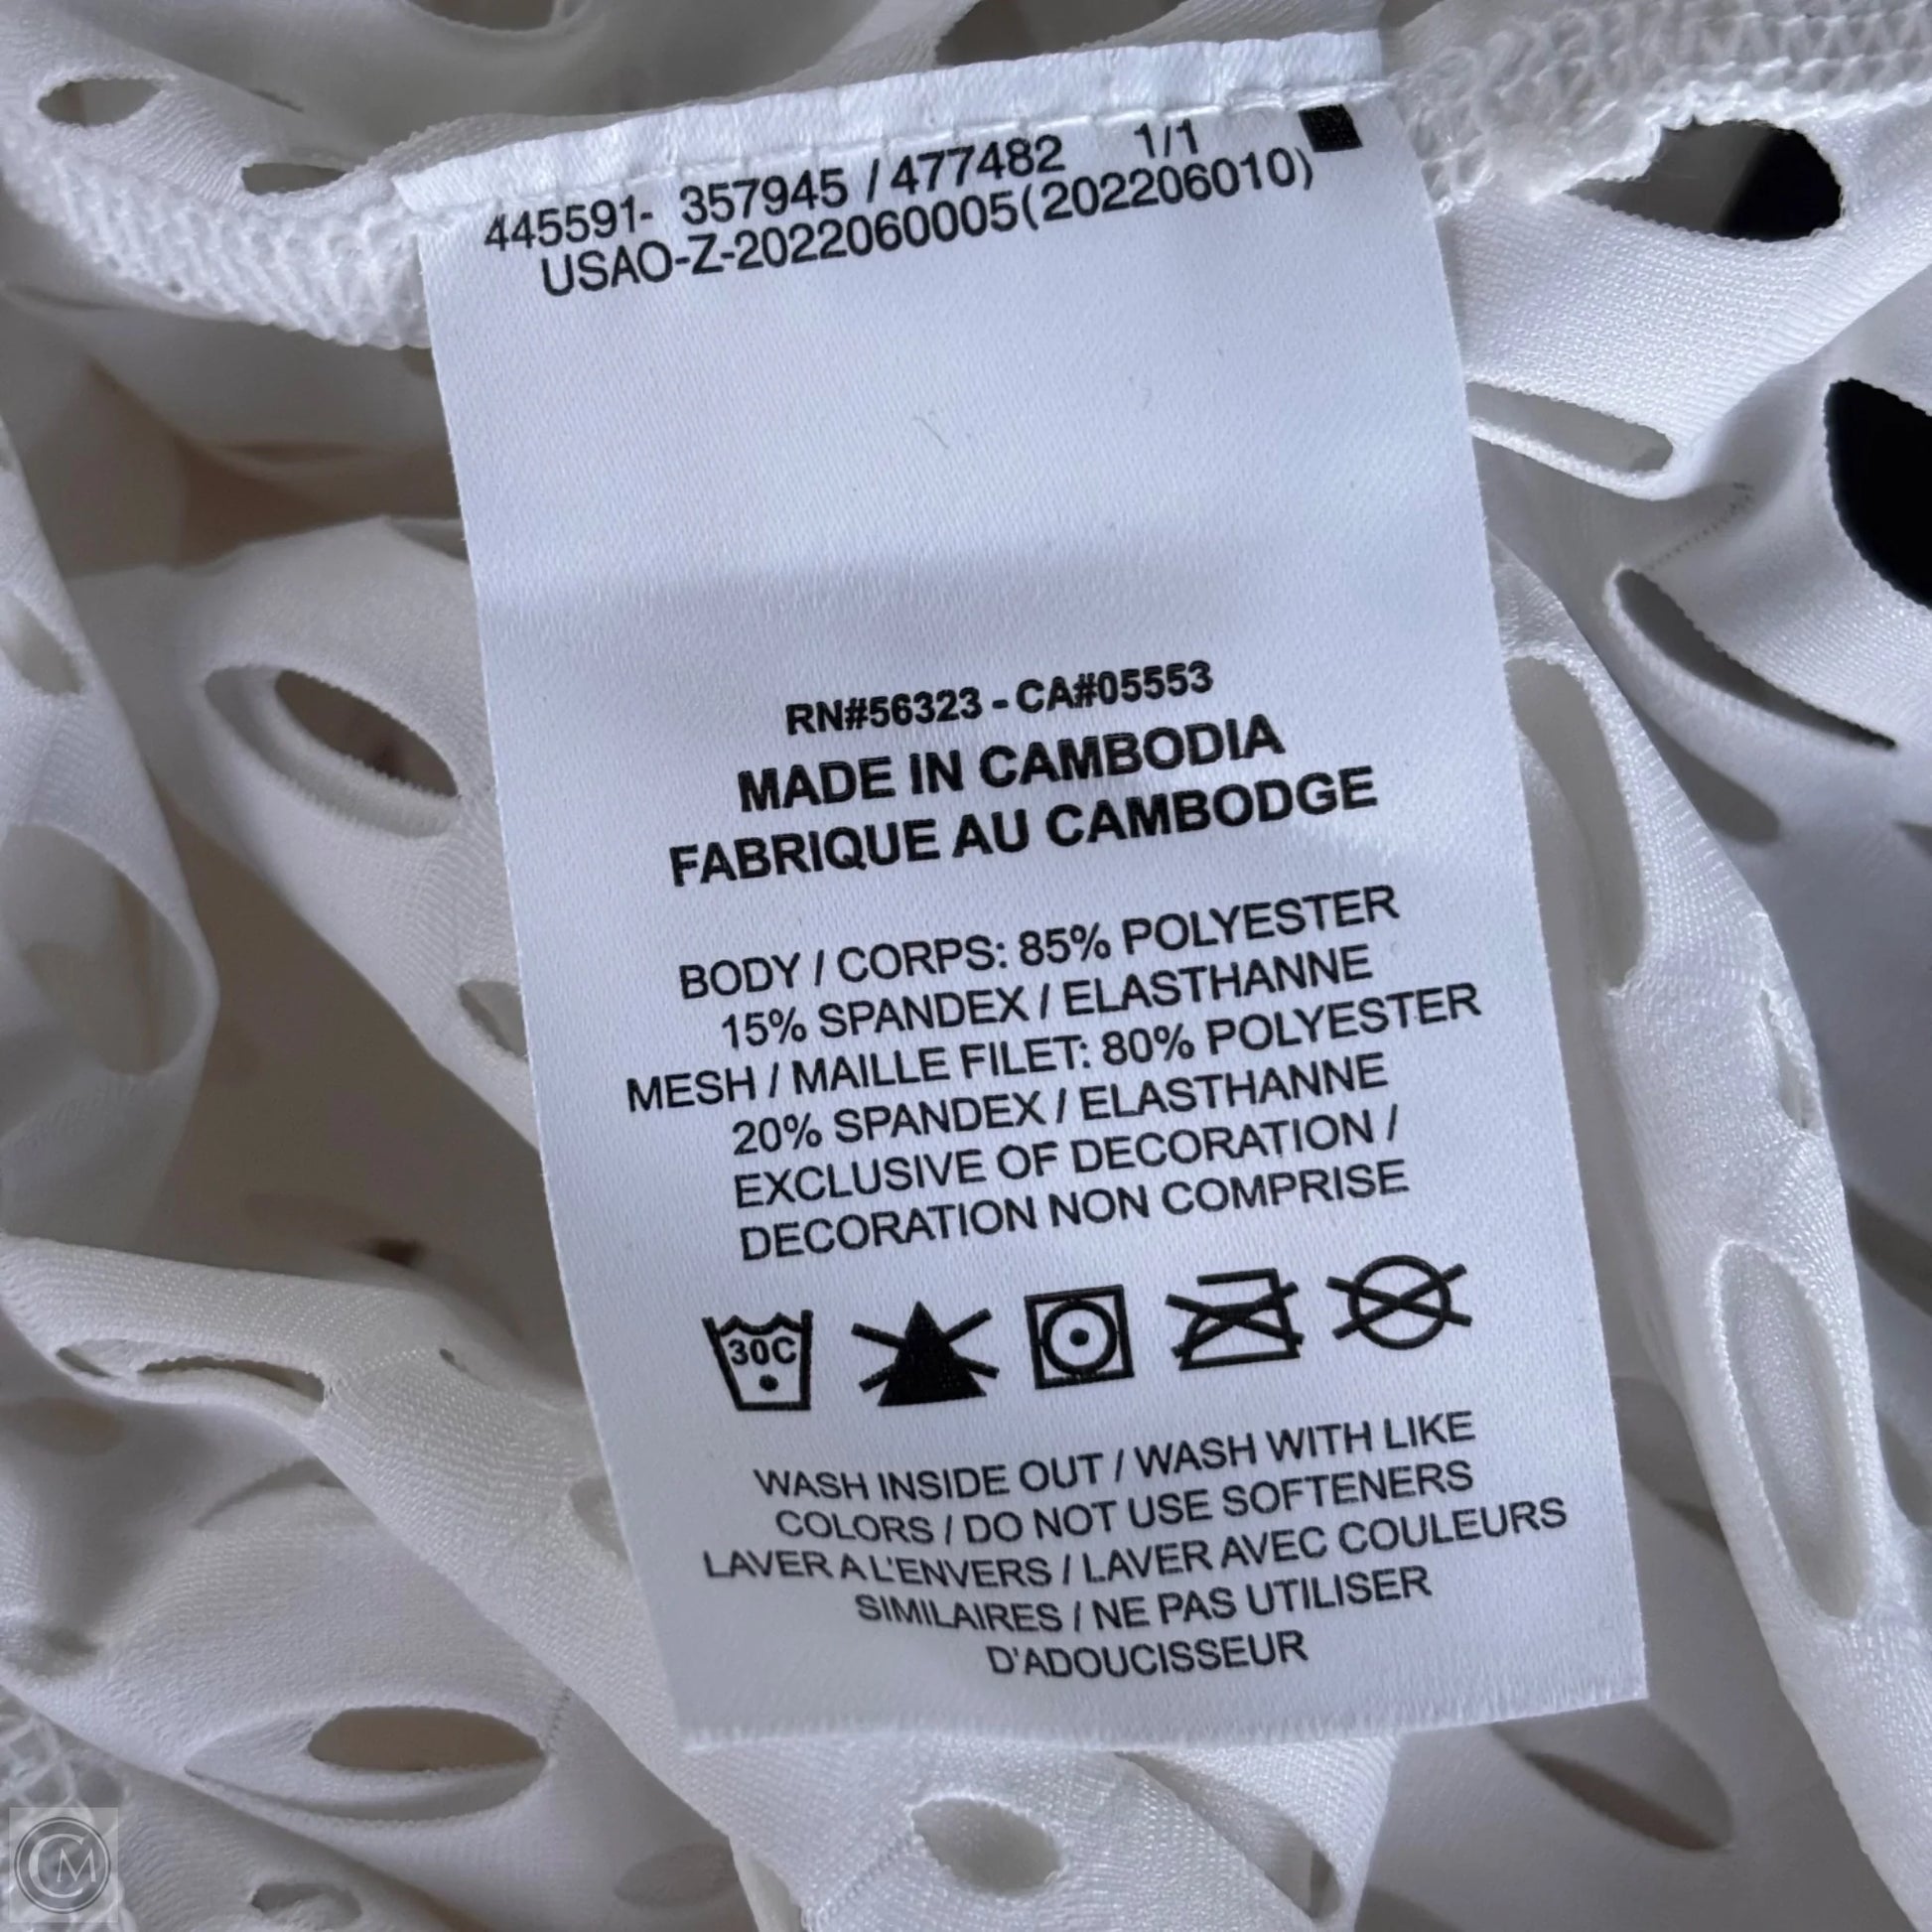 445591- 357945 / 477482 1/1
USAO-Z-2022060005(202206010)
RN#56323 - CA#05553
MADE IN CAMBODIA
FABRIQUE AU CAMBODGE
BODY / CORPS: 85% POLYESTER
15% SPANDEX / ELASTHANNE
MESH / MAILLE FILET: 80% POLYESTER
20% SPANDEX / ELASTHANNE
EXCLUSIVE OF DECORATION /
DECORATION NON COMPRISE
30C
WASH INSIDE OUT / WASH WITH LIKE
COLORS / DO NOT USE SOFTENERS
LAVER A L'ENVERS / LAVER AVEC COULEURS
SIMILAIRES / NE PAS UTILISER
D'ADOUCISSEUR
CM